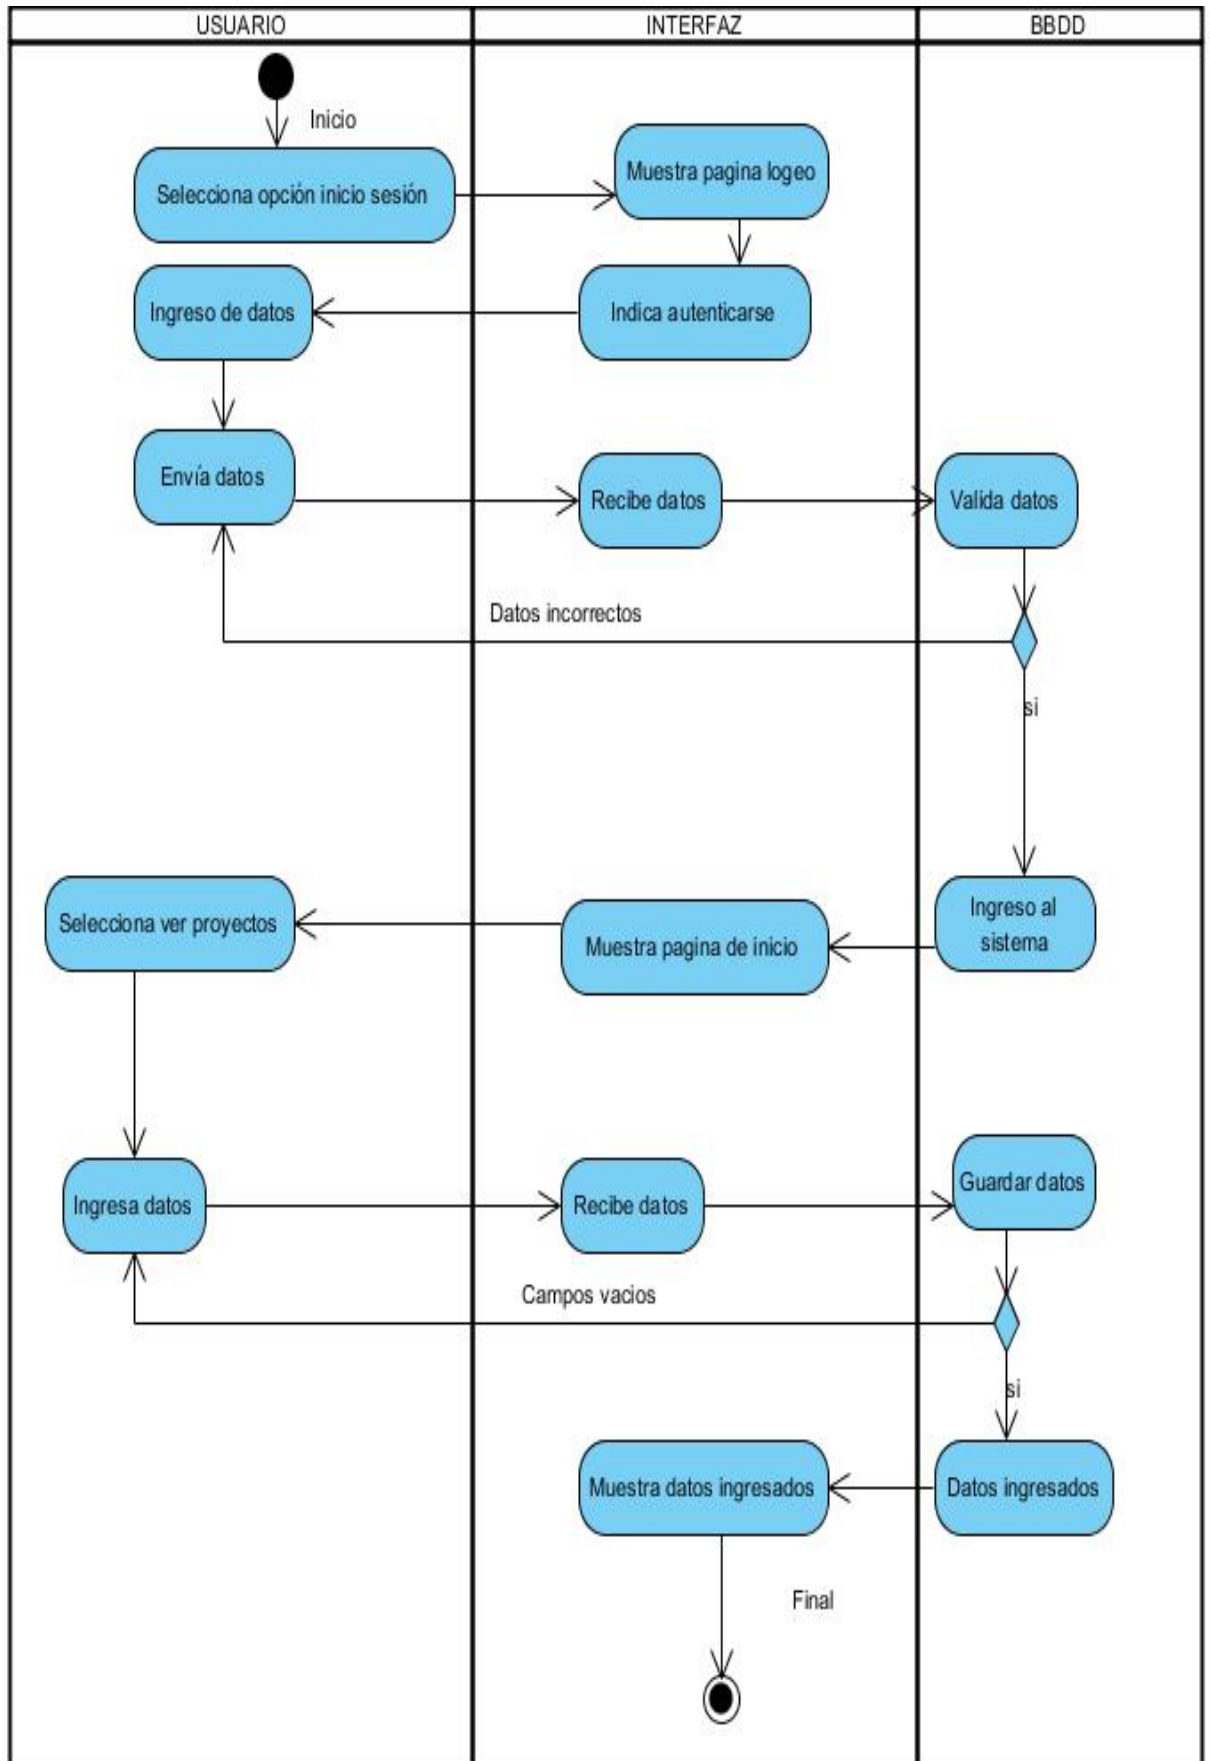 USUARIO
INTERFAZ
BBDD
Inicio
Muestra pagina logeo
Selecciona opción inicio sesión
Ingreso de datos
Indica autenticarse
Envía datos
Recibe datos
Valida datos
Datos incorrectos
si
Selecciona ver proyectos
Muestra pagina de inicio
Ingreso al
sistema
Ingresa datos
Recibe datos
Guardar datos
Campos vacios
si
Muestra datos ingresados
Datos ingresados
Final